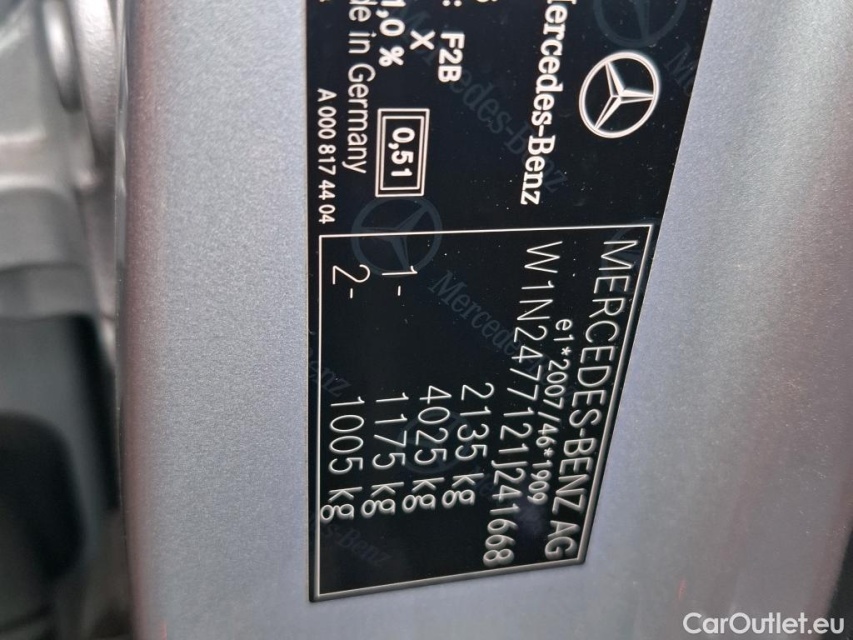 Mercedes-Benz
F2B
X
1,0 %
0,51
in Germany
A 000 817 44 04
MERCEDES-BENZ AG
e1*2007/46*1909
W1N2477121J241668
2135 kg
4025 kg
1- 1175 kg
2- 1005 kg
CarOutlet.eu